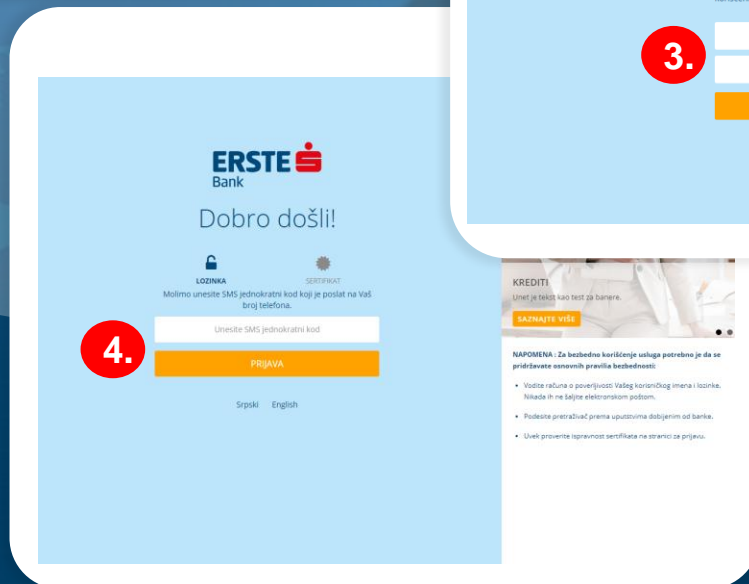 3.
ERSTE
Bank
Dobro došli!
LOZINKA
SERTIFIKAT
Molimo unesite SMS jednokratni kod koji je poslat na Vaš
broj telefona.
4.
Unesite SMS jednokratni kod
PRIJAVA
Srpski English
KREDITI
Unet je tekst kao test za banere.
SAZNAJTE VIŠE
NAPOMENA : Za bezbedno korišćenje usluga potrebno je da se
pridržavate osnovnih pravilia bezbednosti:
• Vodite računa o poverljivosti Vašeg korisničkog imena i lozinke.
Nikada ih ne šaljite elektronskom poštom.
• Podesite pretraživač prema uputstvima dobijenim od banke.
• Uvek proverite ispravnost sertifikata na stranici za prijavu.